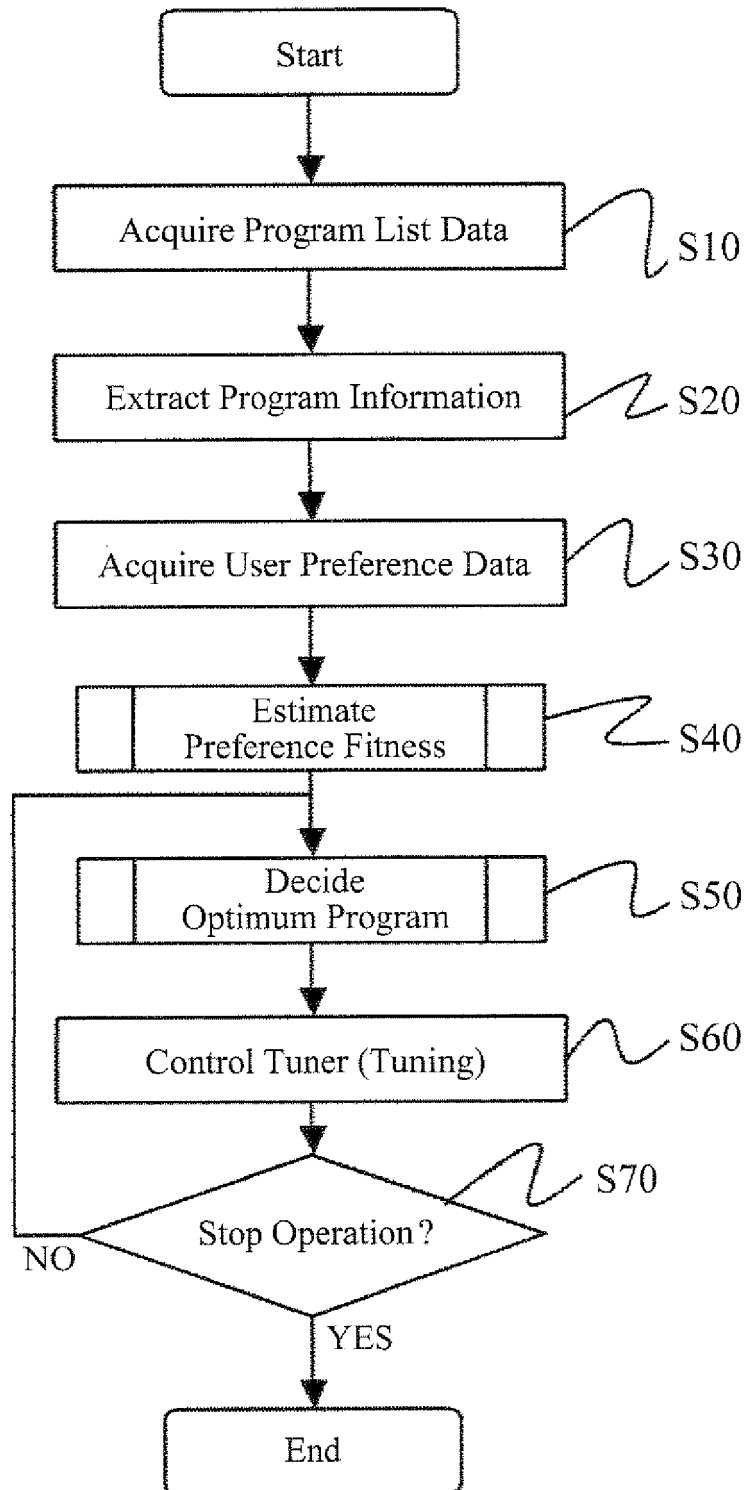 Start
Acquire Program List Data
S10
Extract Program Information
S20
Acquire User Preference Data
S30
Estimate
Preference Fitness
S40
Decide
Optimum Program
S50
Control Tuner (Tuning)
S60
S70
Stop Operation?
NO
YES
End